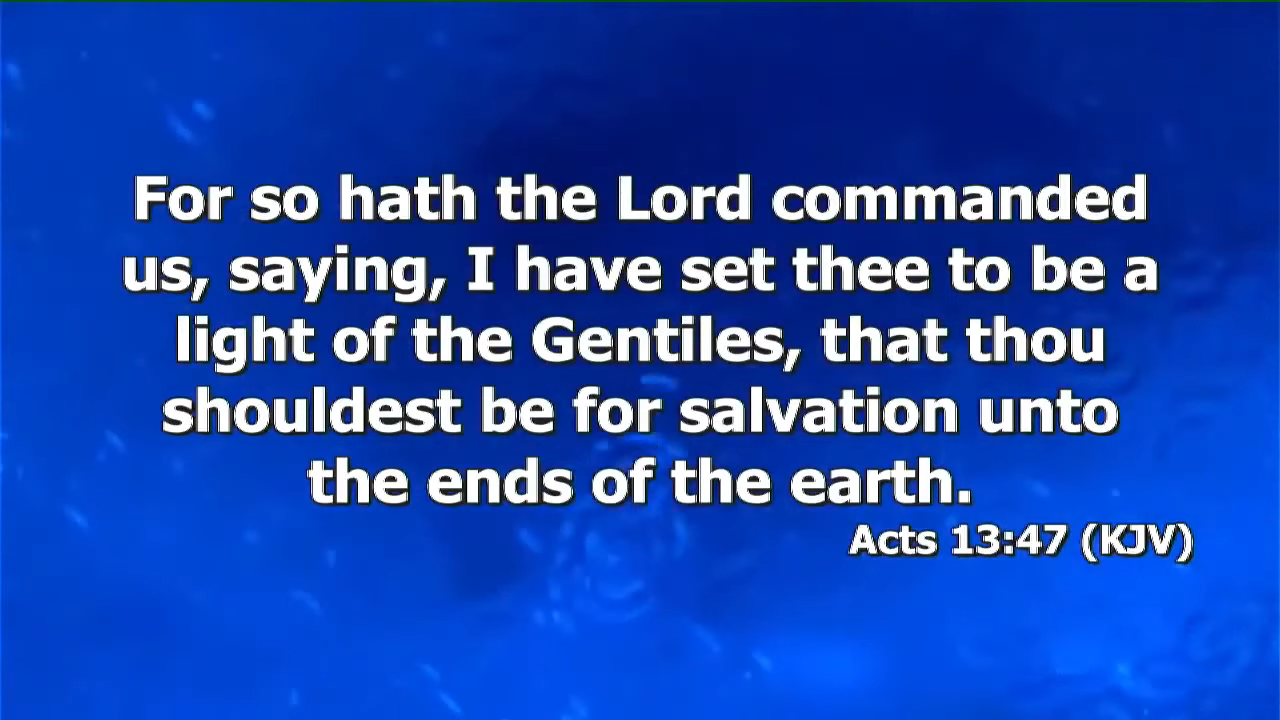 For so hath the Lord commanded
us, saying, I have set thee to be a
light of the Gentiles, that thou
shouldest be for salvation unto
the ends of the earth.
Acts 13:47 (KJV)